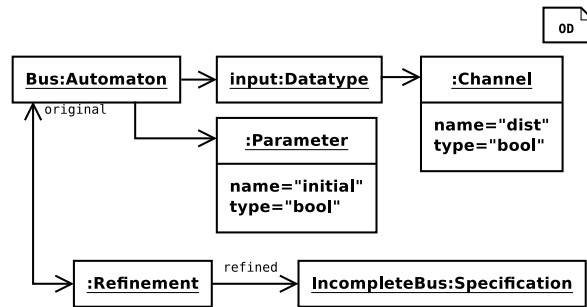 OD
Bus:Automaton
input:Datatype
:Channel
original
name="dist"
type="bool"
:Parameter
name="initial"
type="bool"
:Refinement
refined
IncompleteBus:Specification